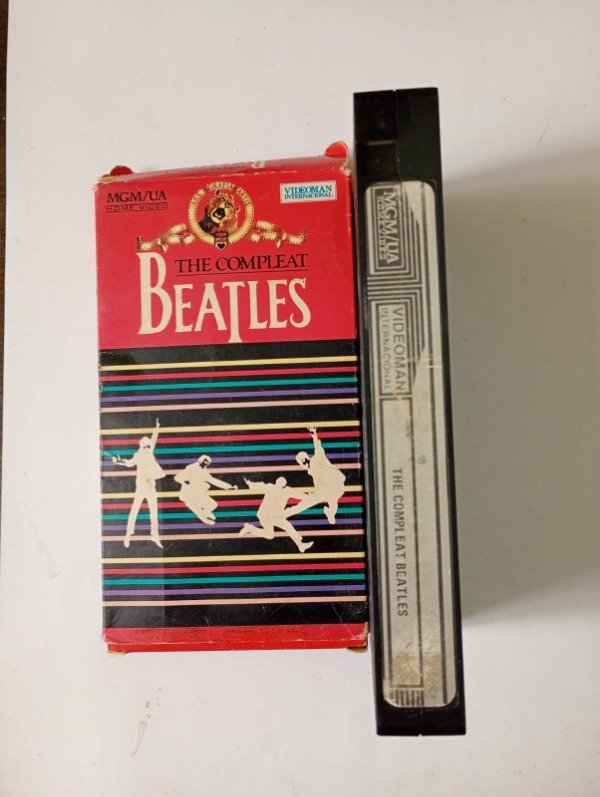 MGM/UA
HOME VIDEO
VIDEOMAN
INTERNACIONAL
THE COMPLEAT
BEATLES
MGM/UA
HOME VIDEO
VIDEOMAN
INTERNACIONAL
THE COMPLEAT BEATLES